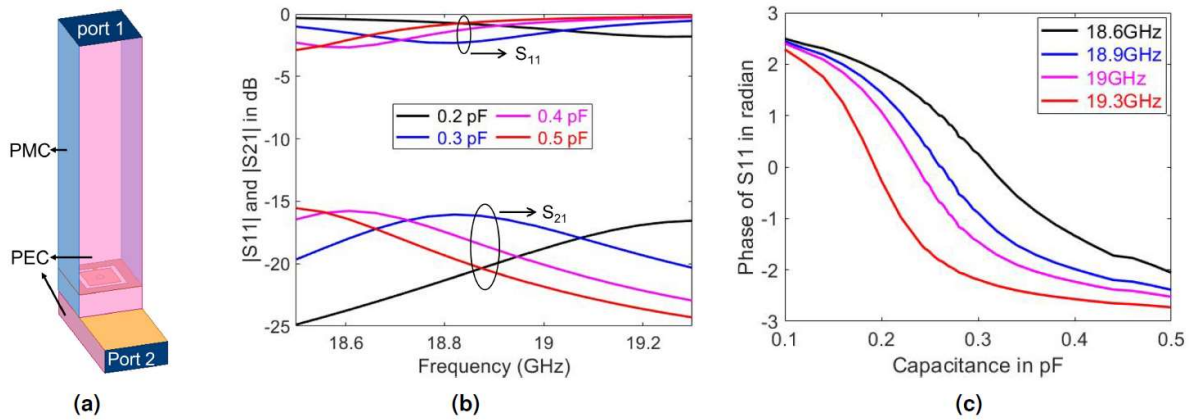 port 1
PMC
PEC
Port 2
(a)
|S11| and |S21| in dB
0
-5
-10
-15
-20
-25
S11
0.2 pF
0.4 pF
0.3 pF
0.5 pF
S21
18.6
18.8
19
19.2
Frequency (GHz)
(b)
Phase of S11 in radian
3
2
1
0
-1
-2
-3
18.6GHz
18.9GHz
19GHz
19.3GHz
0.1
0.2
0.3
0.4
0.5
Capacitance in pF
(c)